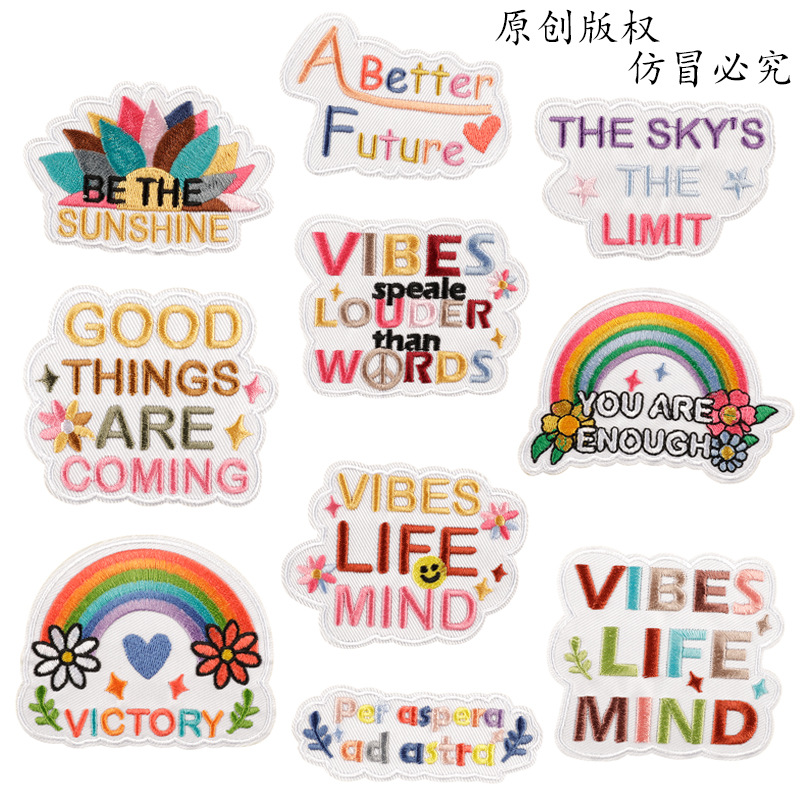 原创版权
仿冒必究
A Better
Future
THE SKY'S
THE
LIMIT
BE THE
SUNSHINE
VIBES
speale
LOUDER
than
WORDS
GOOD
THINGS
ARE
COMING
YOU ARE
ENOUGH
VIBES
LIFE
MIND
VICTORY
VIBES
LIFE
MIND
per aspera
ad astra